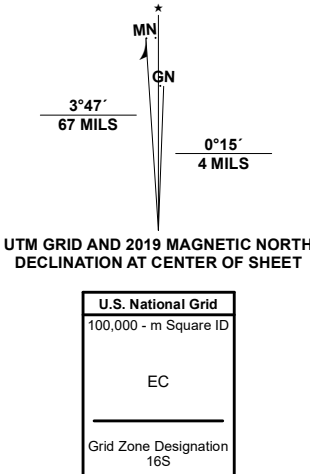 ★
MN
GN
3°47´
67 MILS
0°15´
4 MILS
UTM GRID AND 2019 MAGNETIC NORTH
DECLINATION AT CENTER OF SHEET
U.S. National Grid
100,000 - m Square ID
EC
Grid Zone Designation
16S